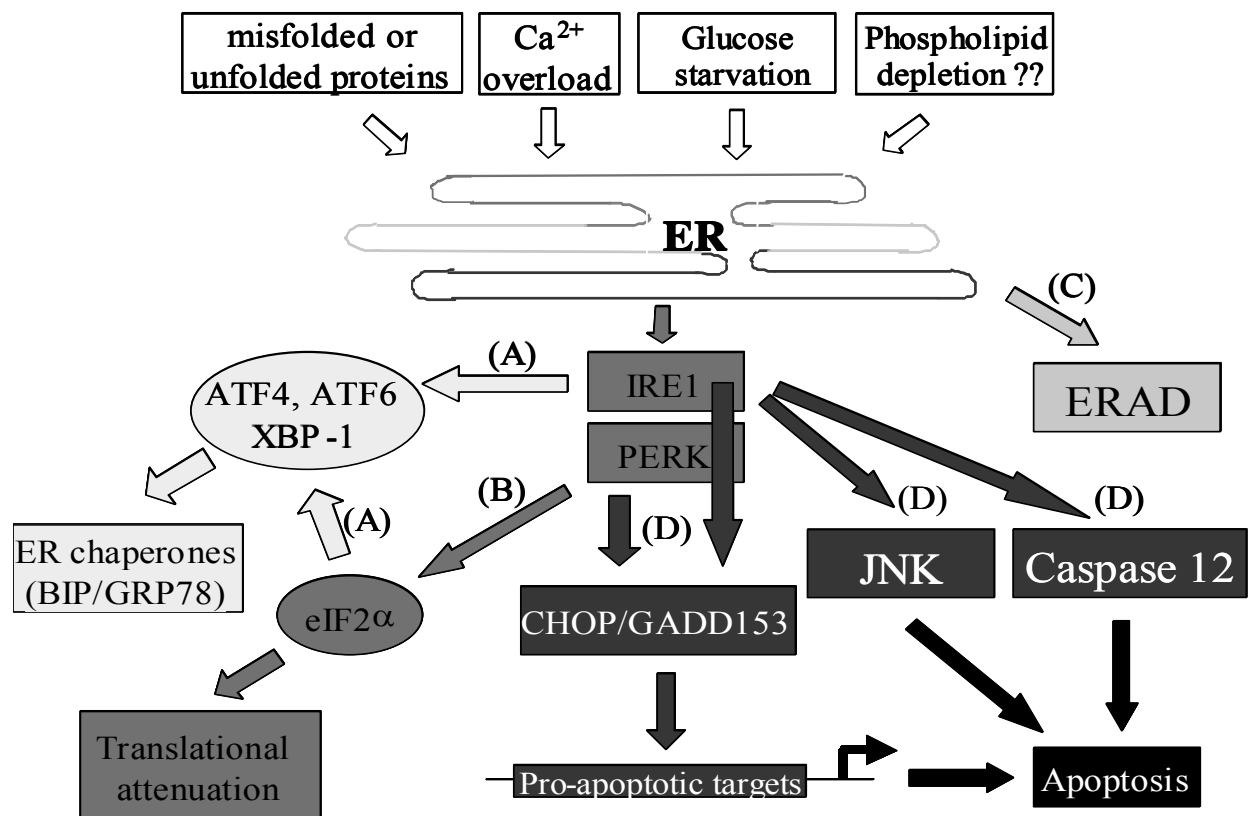 misfolded or
unfolded proteins
Ca2+
overload
Glucose
starvation
Phospholipid
depletion ??
ER
(C)
ERAD
(A)
IRE1
PERK
ATF4, ATF6
XBP-1
(A)
(B)
(D)
(D)
(D)
ER chaperones
(BIP/GRP78)
eIF2α
JNK
Caspase 12
CHOP/GADD153
Translational
attenuation
Pro-apoptotic targets
Apoptosis